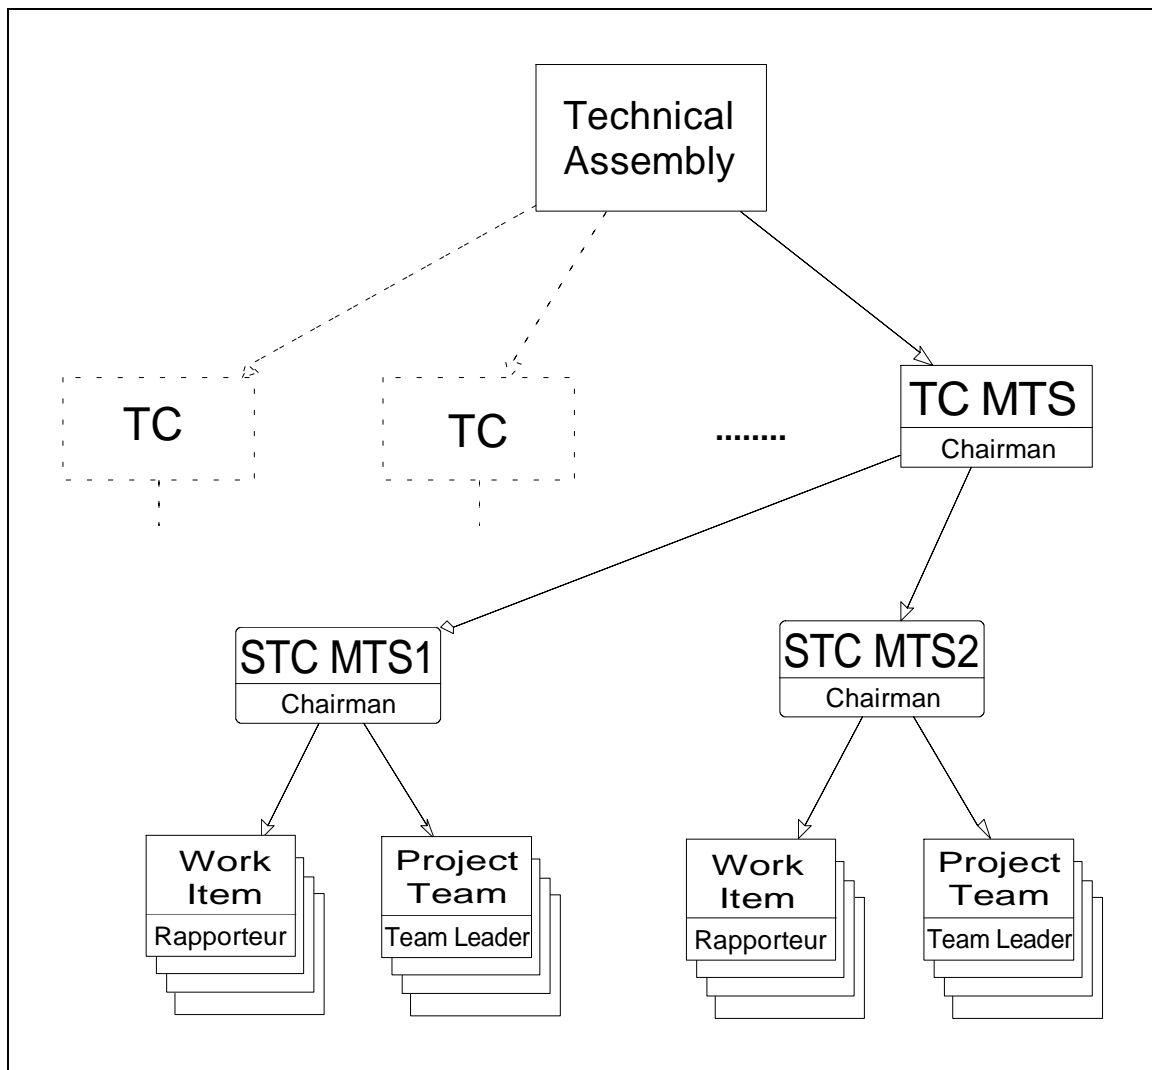 Technical
Assembly
TC
TC
........
TC MTS
Chairman
STC MTS1
Chairman
STC MTS2
Chairman
Work
Item
Rapporteur
Project
Team
Team Leader
Work
Item
Rapporteur
Project
Team
Team Leader